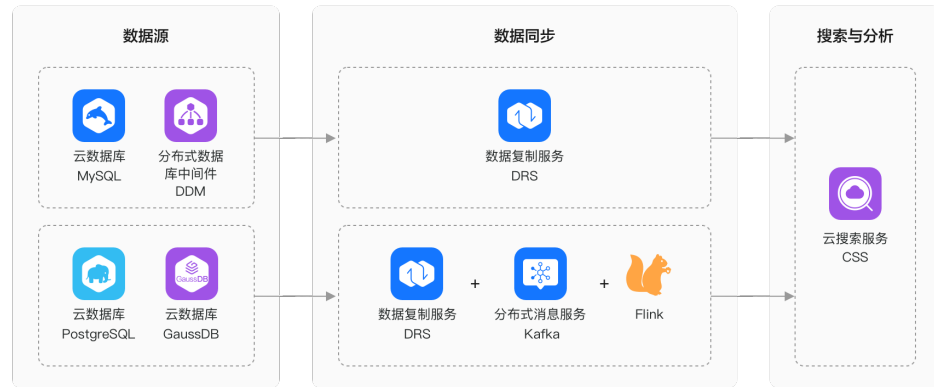 数据源
数据同步
搜索与分析
云数据库
MySQL
分布式数据
库中间件
DDM
数据复制服务
DRS
云搜索服务
CSS
GaussDB
云数据库
PostgreSQL
云数据库
GaussDB
数据复制服务
DRS
+
分布式消息服务
Kafka
+
Flink